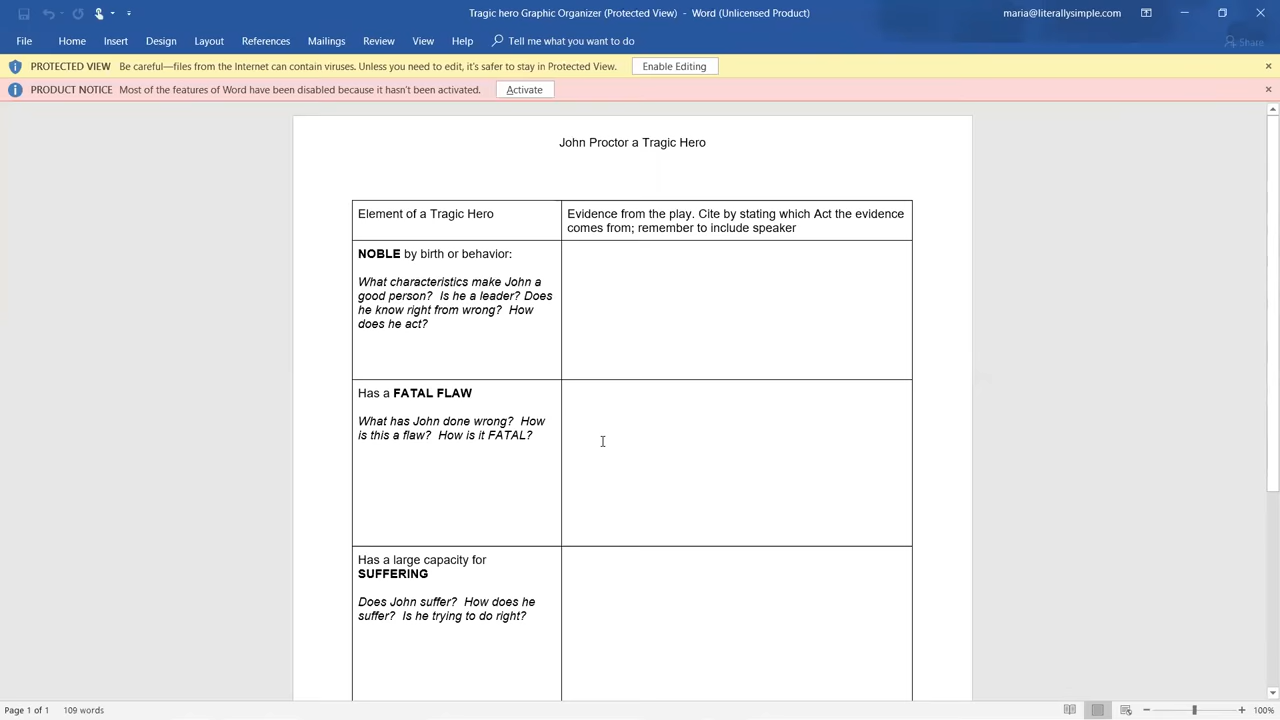 Tragic hero Graphic Organizer (Protected View) - Word (Unlicensed Product)
maria@literallysimple.com
File Home Insert Design Layout References Mailings Review View Help Tell me what you want to do
Share
PROTECTED VIEW Be careful—files from the Internet can contain viruses. Unless you need to edit, it's safer to stay in Protected View. Enable Editing
PRODUCT NOTICE Most of the features of Word have been disabled because it hasn't been activated. Activate
John Proctor a Tragic Hero
Element of a Tragic Hero
Evidence from the play. Cite by stating which Act the evidence
comes from; remember to include speaker
NOBLE by birth or behavior:
What characteristics make John a
good person? Is he a leader? Does
he know right from wrong? How
does he act?
Has a FATAL FLAW
What has John done wrong? How
is this a flaw? How is it FATAL?
Has a large capacity for
SUFFERING
Does John suffer? How does he
suffer? Is he trying to do right?
Page 1 of 1 109 words
100%